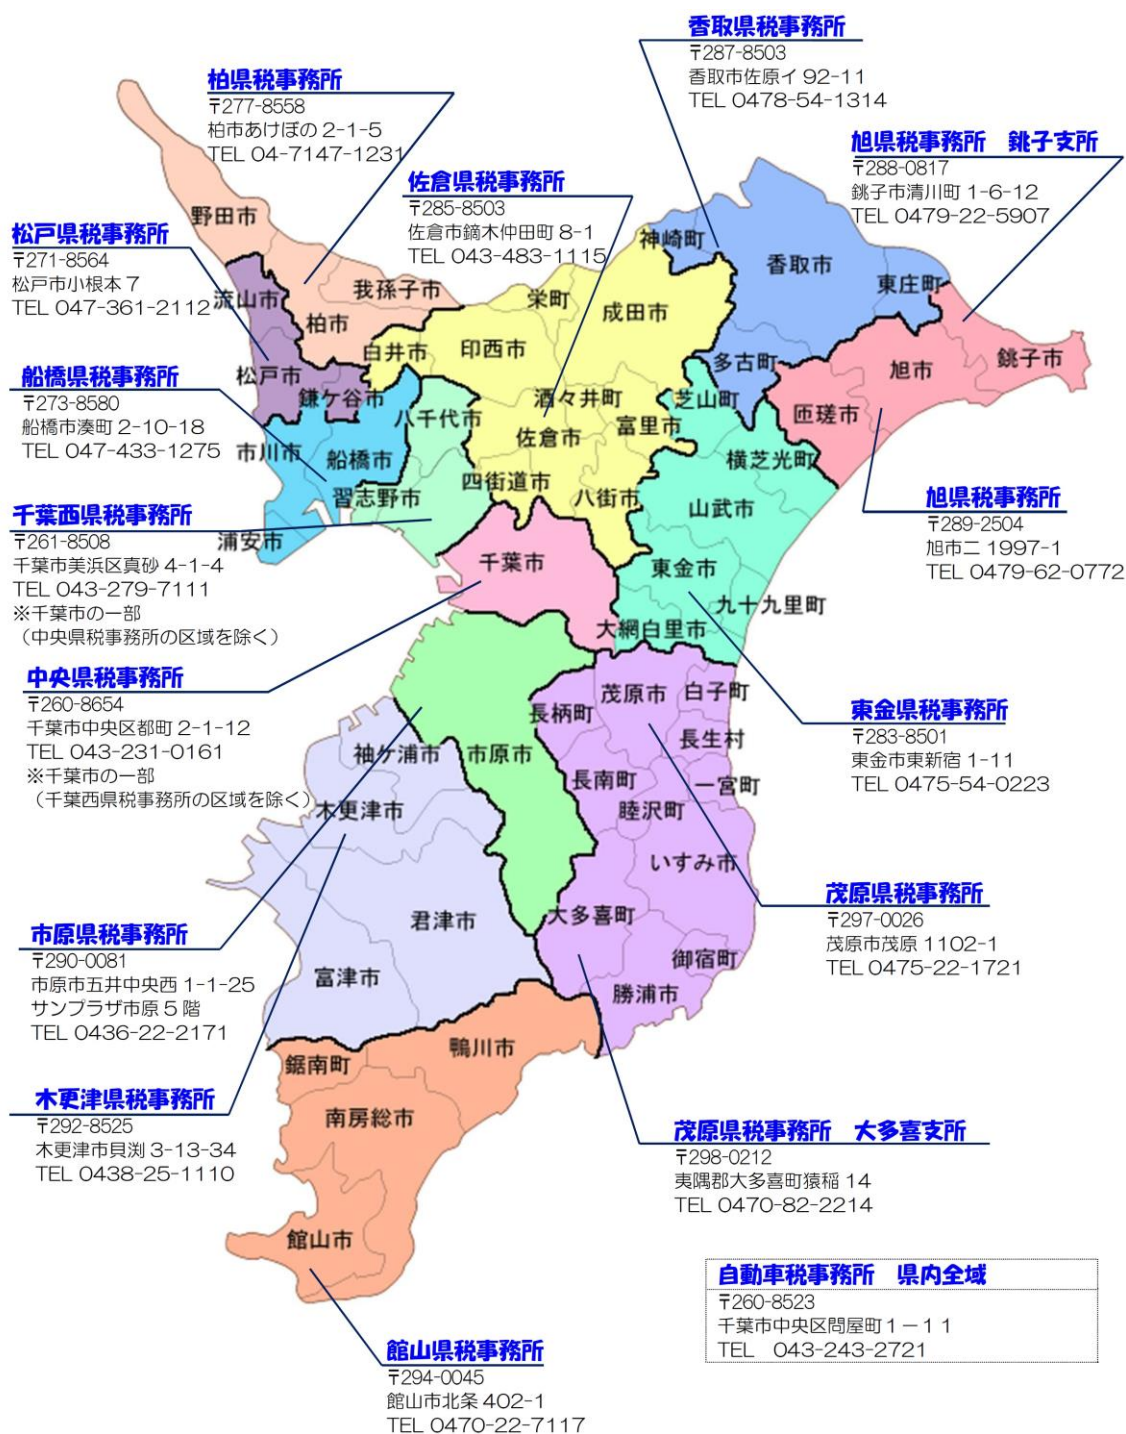 香取県税事務所
〒287-8503
香取市佐原イ 92-11
TEL 0478-54-1314
柏県税事務所
〒277-8558
柏市あけぼの 2-1-5
TEL 04-7147-1231
旭県税事務所　銚子支所
〒288-0817
銚子市清川町 1-6-12
TEL 0479-22-5907
佐倉県税事務所
〒285-8503
佐倉市鏑木仲田町 8-1
TEL 043-483-1115
松戸県税事務所
〒271-8564
松戸市小根本 7
TEL 047-361-2112
船橋県税事務所
〒273-8580
船橋市湊町 2-10-18
TEL 047-433-1275
千葉西県税事務所
〒261-8508
千葉市美浜区真砂 4-1-4
TEL 043-279-7111
※千葉市の一部
（中央県税事務所の区域を除く）
旭県税事務所
〒289-2504
旭市ニ 1997-1
TEL 0479-62-0772
中央県税事務所
〒260-8654
千葉市中央区都町 2-1-12
TEL 043-231-0161
※千葉市の一部
（千葉西県税事務所の区域を除く）
東金県税事務所
〒283-8501
東金市東新宿 1-11
TEL 0475-54-0223
茂原県税事務所
〒297-0026
茂原市茂原 1102-1
TEL 0475-22-1721
市原県税事務所
〒290-0081
市原市五井中央西 1-1-25
サンプラザ市原 5 階
TEL 0436-22-2171
木更津県税事務所
〒292-8525
木更津市貝渕 3-13-34
TEL 0438-25-1110
茂原県税事務所　大多喜支所
〒298-0212
夷隅郡大多喜町猿稲 14
TEL 0470-82-2214
自動車税事務所　県内全域
〒260-8523
千葉市中央区問屋町１－１１
TEL　043-243-2721
館山県税事務所
〒294-0045
館山市北条 402-1
TEL 0470-22-7117
野田市
流山市
柏市
我孫子市
松戸市
鎌ケ谷市
市川市
船橋市
浦安市
習志野市
八千代市
白井市
印西市
栄町
成田市
酒々井町
佐倉市
富里市
四街道市
八街市
神崎町
香取市
東庄町
多古町
旭市
銚子市
匝瑳市
芝山町
横芝光町
山武市
東金市
九十九里町
大網白里市
千葉市
市原市
袖ケ浦市
木更津市
君津市
富津市
茂原市
白子町
長柄町
長生村
長南町
一宮町
睦沢町
いすみ市
大多喜町
御宿町
勝浦市
鋸南町
鴨川市
南房総市
館山市